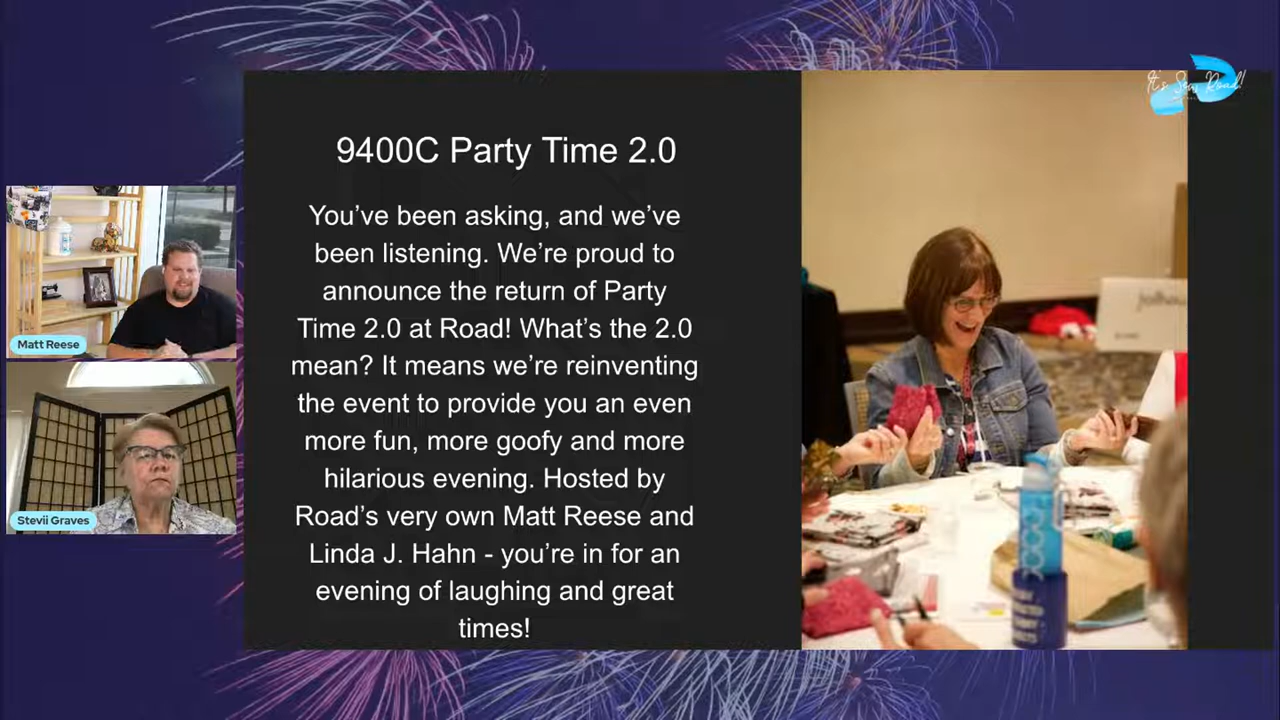 It's Sew Road!
9400C Party Time 2.0
You’ve been asking, and we’ve
been listening. We’re proud to
announce the return of Party
Time 2.0 at Road! What’s the 2.0
mean? It means we’re reinventing
the event to provide you an even
more fun, more goofy and more
hilarious evening. Hosted by
Road’s very own Matt Reese and
Linda J. Hahn - you’re in for an
evening of laughing and great
times!
Matt Reese
Stevii Graves